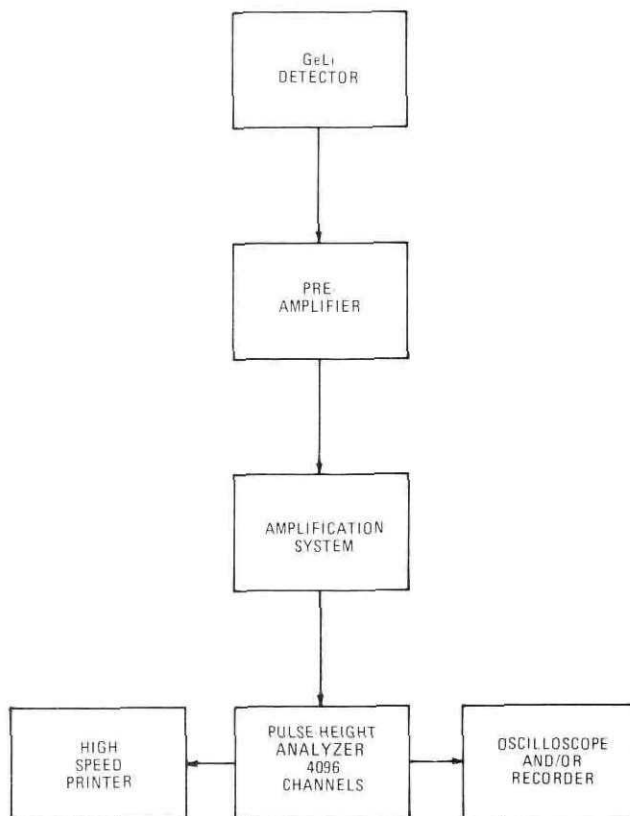 GeLi
DETECTOR
PRE-
AMPLIFIER
AMPLIFICATION
SYSTEM
HIGH
SPEED
PRINTER
PULSE-HEIGHT
ANALYZER
4096
CHANNELS
OSCILLOSCOPE
AND/OR
RECORDER